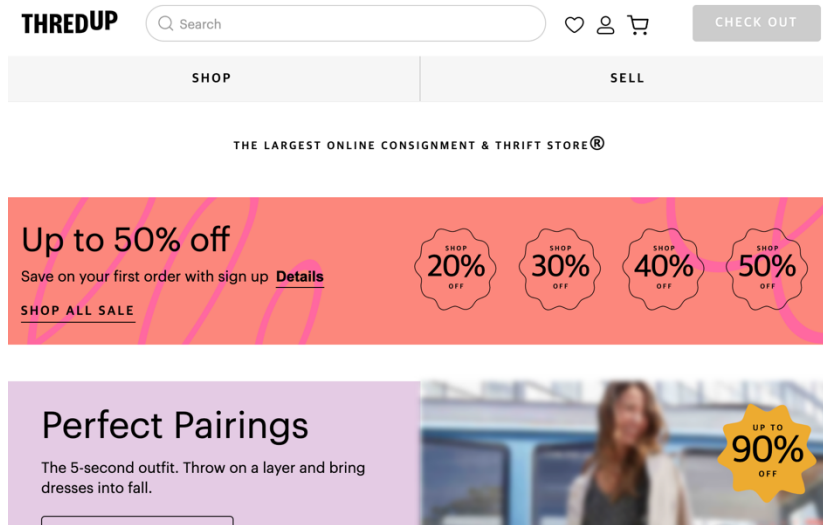 THREDUP
Search
CHECK OUT
SHOP
SELL
THE LARGEST ONLINE CONSIGNMENT & THRIFT STORE®
Up to 50% off
Save on your first order with sign up Details
SHOP ALL SALE
SHOP
20%
OFF
SHOP
30%
OFF
SHOP
40%
OFF
SHOP
50%
OFF
Perfect Pairings
The 5-second outfit. Throw on a layer and bring
dresses into fall.
UP TO
90%
OFF